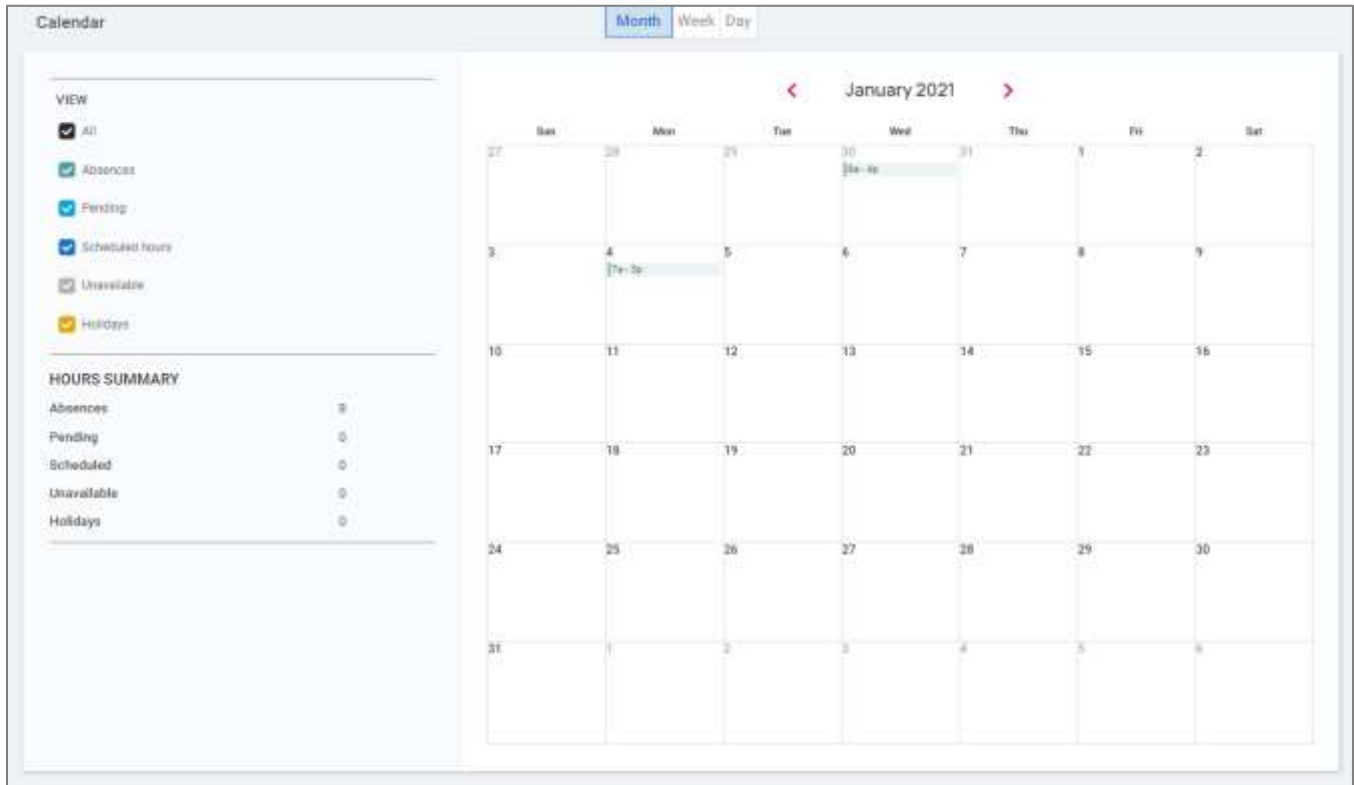 Calendar
Month Week Day
VIEW
All
Absences
Pending
Scheduled hours
Unavailable
Holidays
HOURS SUMMARY
Absences 8
Pending 0
Scheduled 0
Unavailable 0
Holidays 0
January 2021
Sun Mon Tue Wed Thu Fri Sat
27 28 29 30 31 1 2
8a - 4p
3 4 5 6 7 8 9
7a - 3p
10 11 12 13 14 15 16
17 18 19 20 21 22 23
24 25 26 27 28 29 30
31 1 2 3 4 5 6